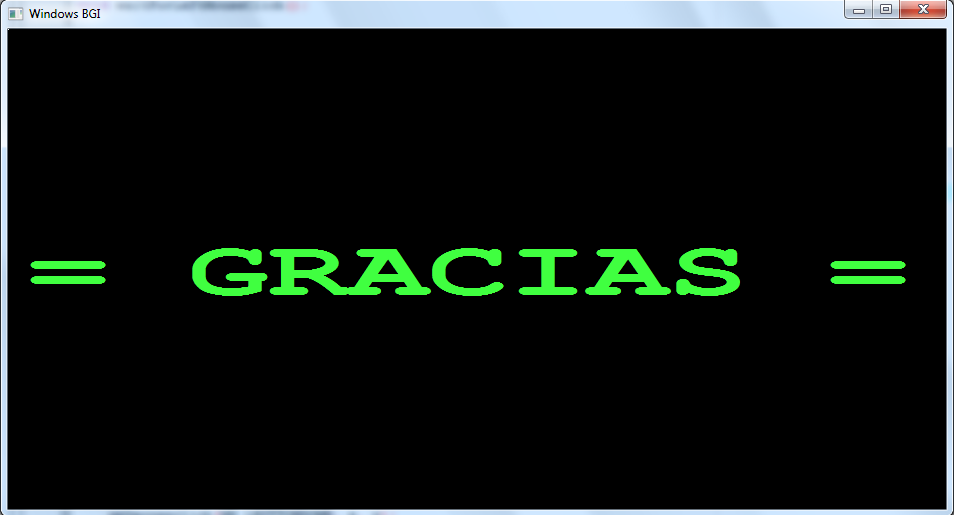 Windows BGI
= GRACIAS =